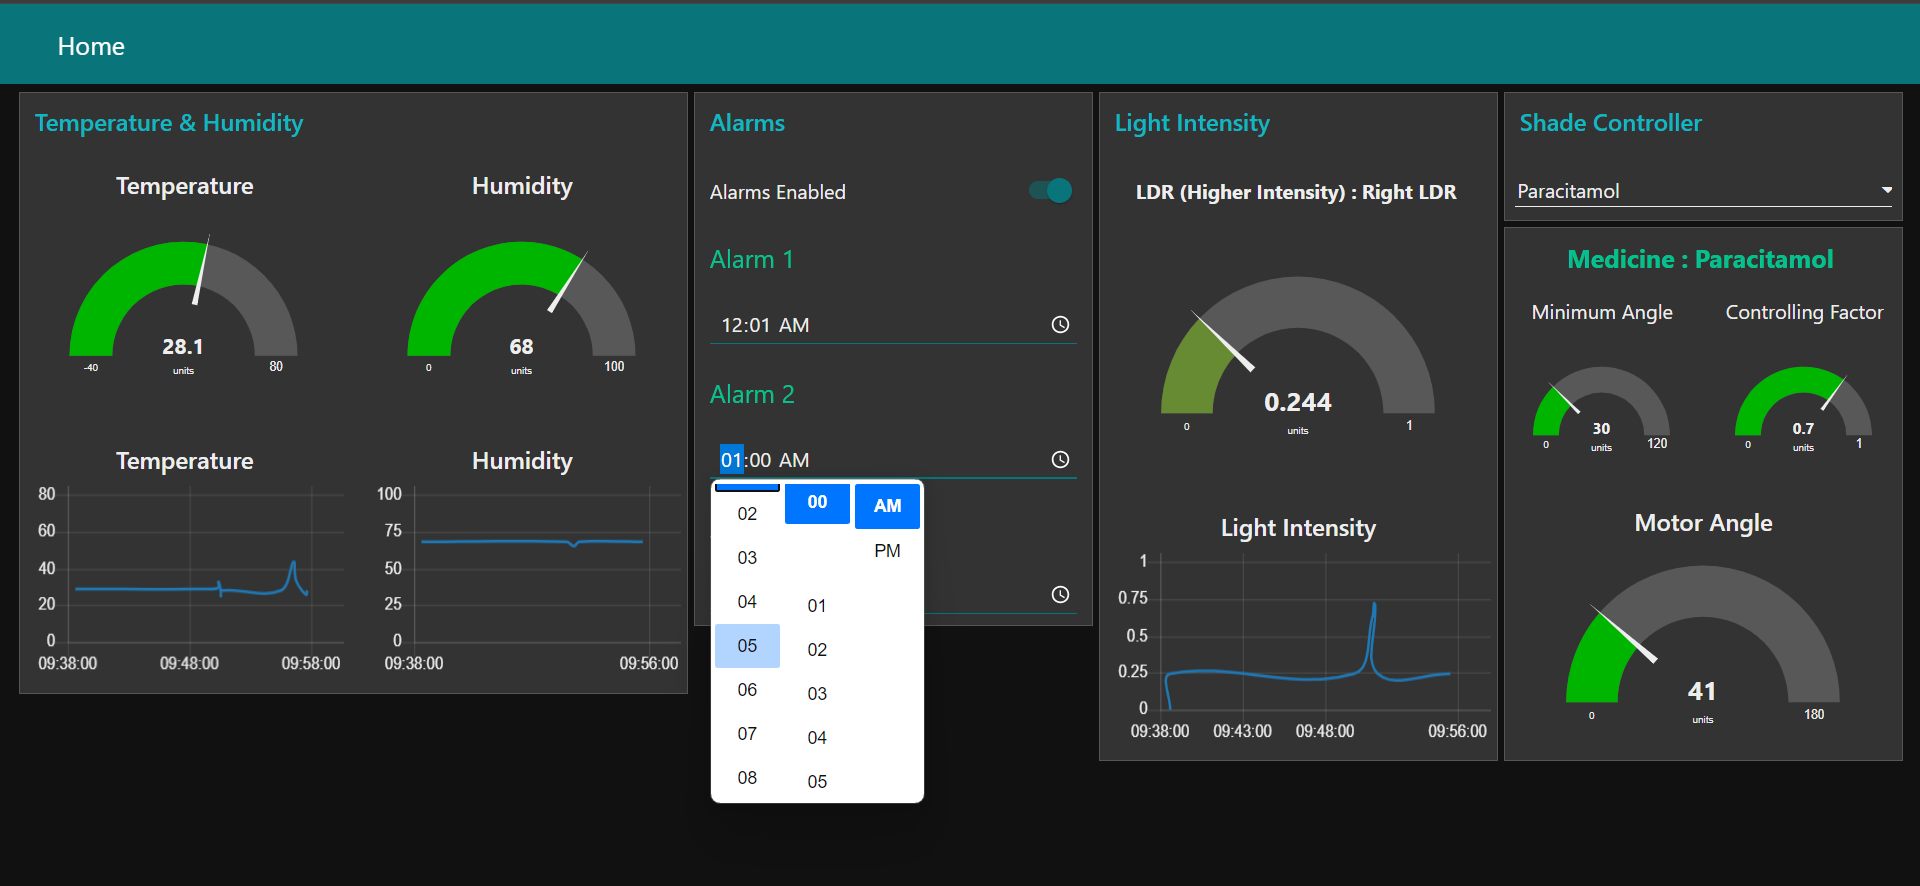 Home
Temperature & Humidity
Temperature
Humidity
28.1
units
-40
80
68
units
0
100
Temperature
80
60
40
20
0
09:38:00
09:48:00
09:58:00
Humidity
100
75
50
25
0
09:38:00
09:56:00
Alarms
Alarms Enabled
Alarm 1
12:01 AM
Alarm 2
01:00 AM
02
03
04
05
06
07
08
00
01
02
03
04
05
AM
PM
Light Intensity
LDR (Higher Intensity) : Right LDR
0.244
units
0
1
Light Intensity
1
0.75
0.5
0.25
0
09:38:00
09:43:00
09:48:00
09:56:00
Shade Controller
Paracitamol
Medicine : Paracitamol
Minimum Angle
Controlling Factor
30
units
0
120
0.7
units
0
1
Motor Angle
41
units
0
180